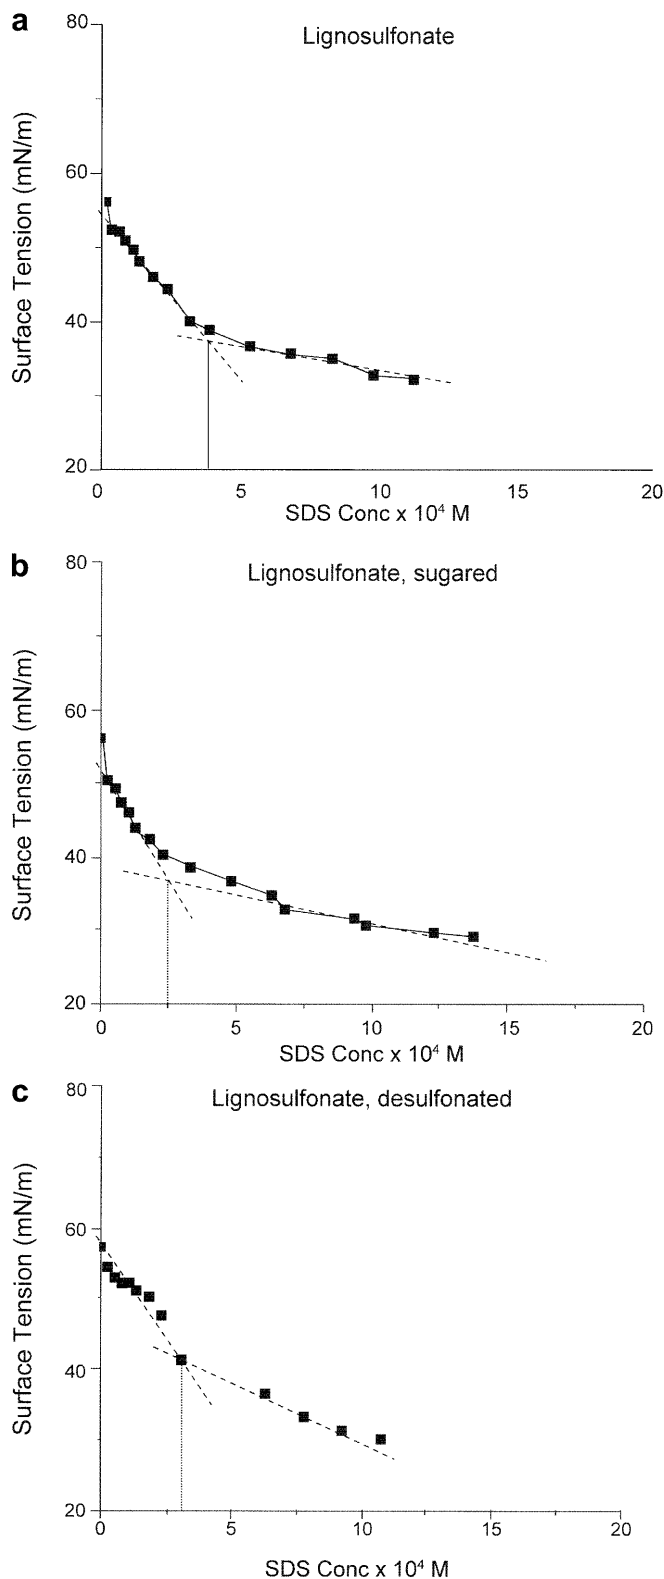 a
Lignosulfonate
80
60
40
20
Surface Tension (mN/m)
0 5 10 15 20
SDS Conc x 10⁴ M
b
Lignosulfonate, sugared
80
60
40
20
Surface Tension (mN/m)
0 5 10 15 20
SDS Conc x 10⁴ M
c
Lignosulfonate, desulfonated
80
60
40
20
Surface Tension (mN/m)
0 5 10 15 20
SDS Conc x 10⁴ M